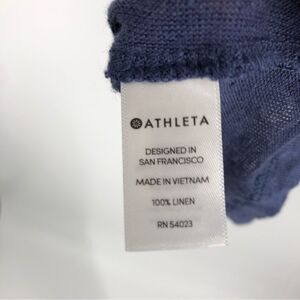 ATHLETA
DESIGNED IN
SAN FRANCISCO
MADE IN VIETNAM
100% LINEN
RN 54023